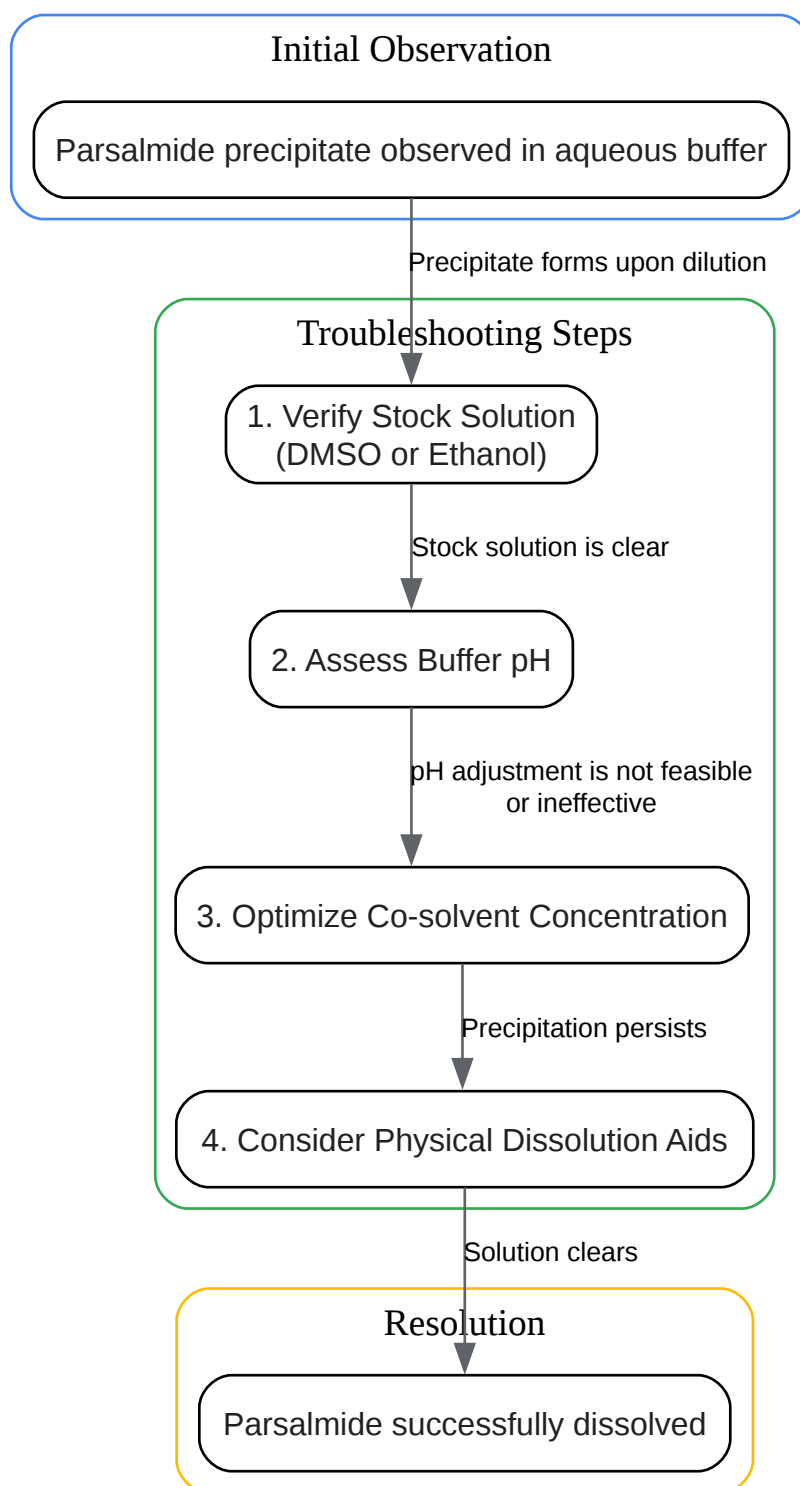 Initial Observation
Parsalmide precipitate observed in aqueous buffer
Precipitate forms upon dilution
Troubleshooting Steps
1. Verify Stock Solution
(DMSO or Ethanol)
Stock solution is clear
2. Assess Buffer pH
pH adjustment is not feasible
or ineffective
3. Optimize Co-solvent Concentration
Precipitation persists
4. Consider Physical Dissolution Aids
Solution clears
Resolution
Parsalmide successfully dissolved